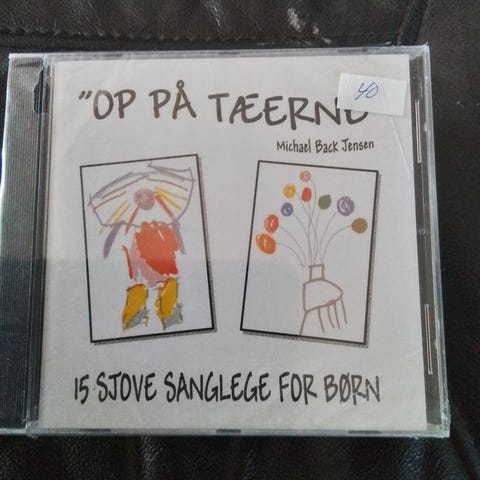 "OP PÅ TÆERNE
40
Michael Back Jensen
15 SJOVE SANGLEGE FOR BØRN